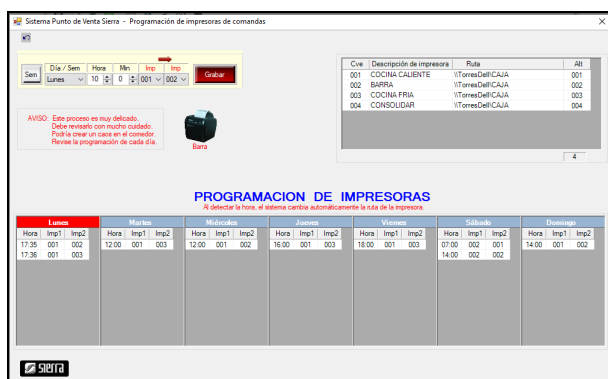 Sistema Punto de Venta Sierra - Programación de impresoras de comandas
Día / Sem Hora Min Imp Imp
Sem Lunes 10 0 001 002 Grabar
AVISO: Este proceso es muy delicado.
Debe revisarlo con mucho cuidado.
Podría crear un caos en el comedor.
Revise la programación de cada día.
Barra
Cve Descripción de impresora Ruta Alt
001 COCINA CALIENTE \\TorresDell\CAJA 001
002 BARRA \\TorresDell\CAJA 002
003 COCINA FRIA \\TorresDell\CAJA 003
004 CONSOLIDAR \\TorresDell\CAJA 004
4
PROGRAMACION DE IMPRESORAS
Al detectar la hora, el sistema cambia automáticamente la ruta de la impresora.
Lunes Martes Miércoles Jueves Viernes Sábado Domingo
Hora Imp1 Imp2 Hora Imp1 Imp2 Hora Imp1 Imp2 Hora Imp1 Imp2 Hora Imp1 Imp2 Hora Imp1 Imp2 Hora Imp1 Imp2
17:35 001 002 12:00 001 003 12:00 001 002 16:00 001 003 18:00 001 003 07:00 002 001 14:00 001 002
17:36 001 003 14:00 002 002
sierra